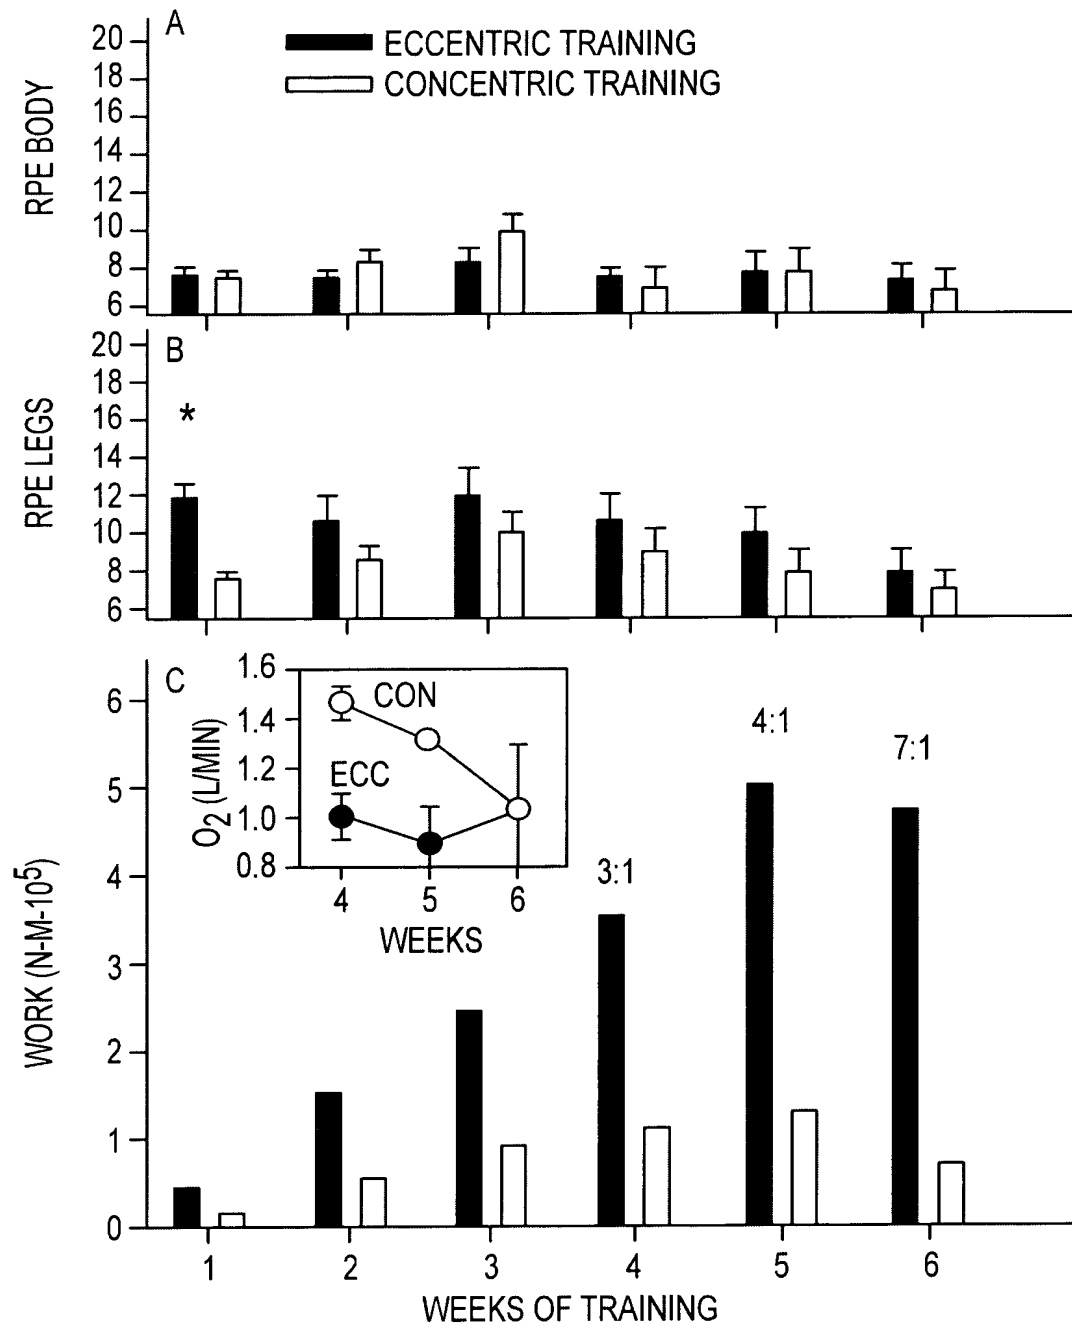 A
ECCENTRIC TRAINING
CONCENTRIC TRAINING
RPE BODY
20
18
16
14
12
10
8
6
B
*
RPE LEGS
20
18
16
14
12
10
8
6
C
WORK (N-M-10⁵)
6
5
4
3
2
1
0
O₂ (L/MIN)
1.6
1.4
1.2
1.0
0.8
CON
ECC
4 5 6
WEEKS
3:1
4:1
7:1
1 2 3 4 5 6
WEEKS OF TRAINING